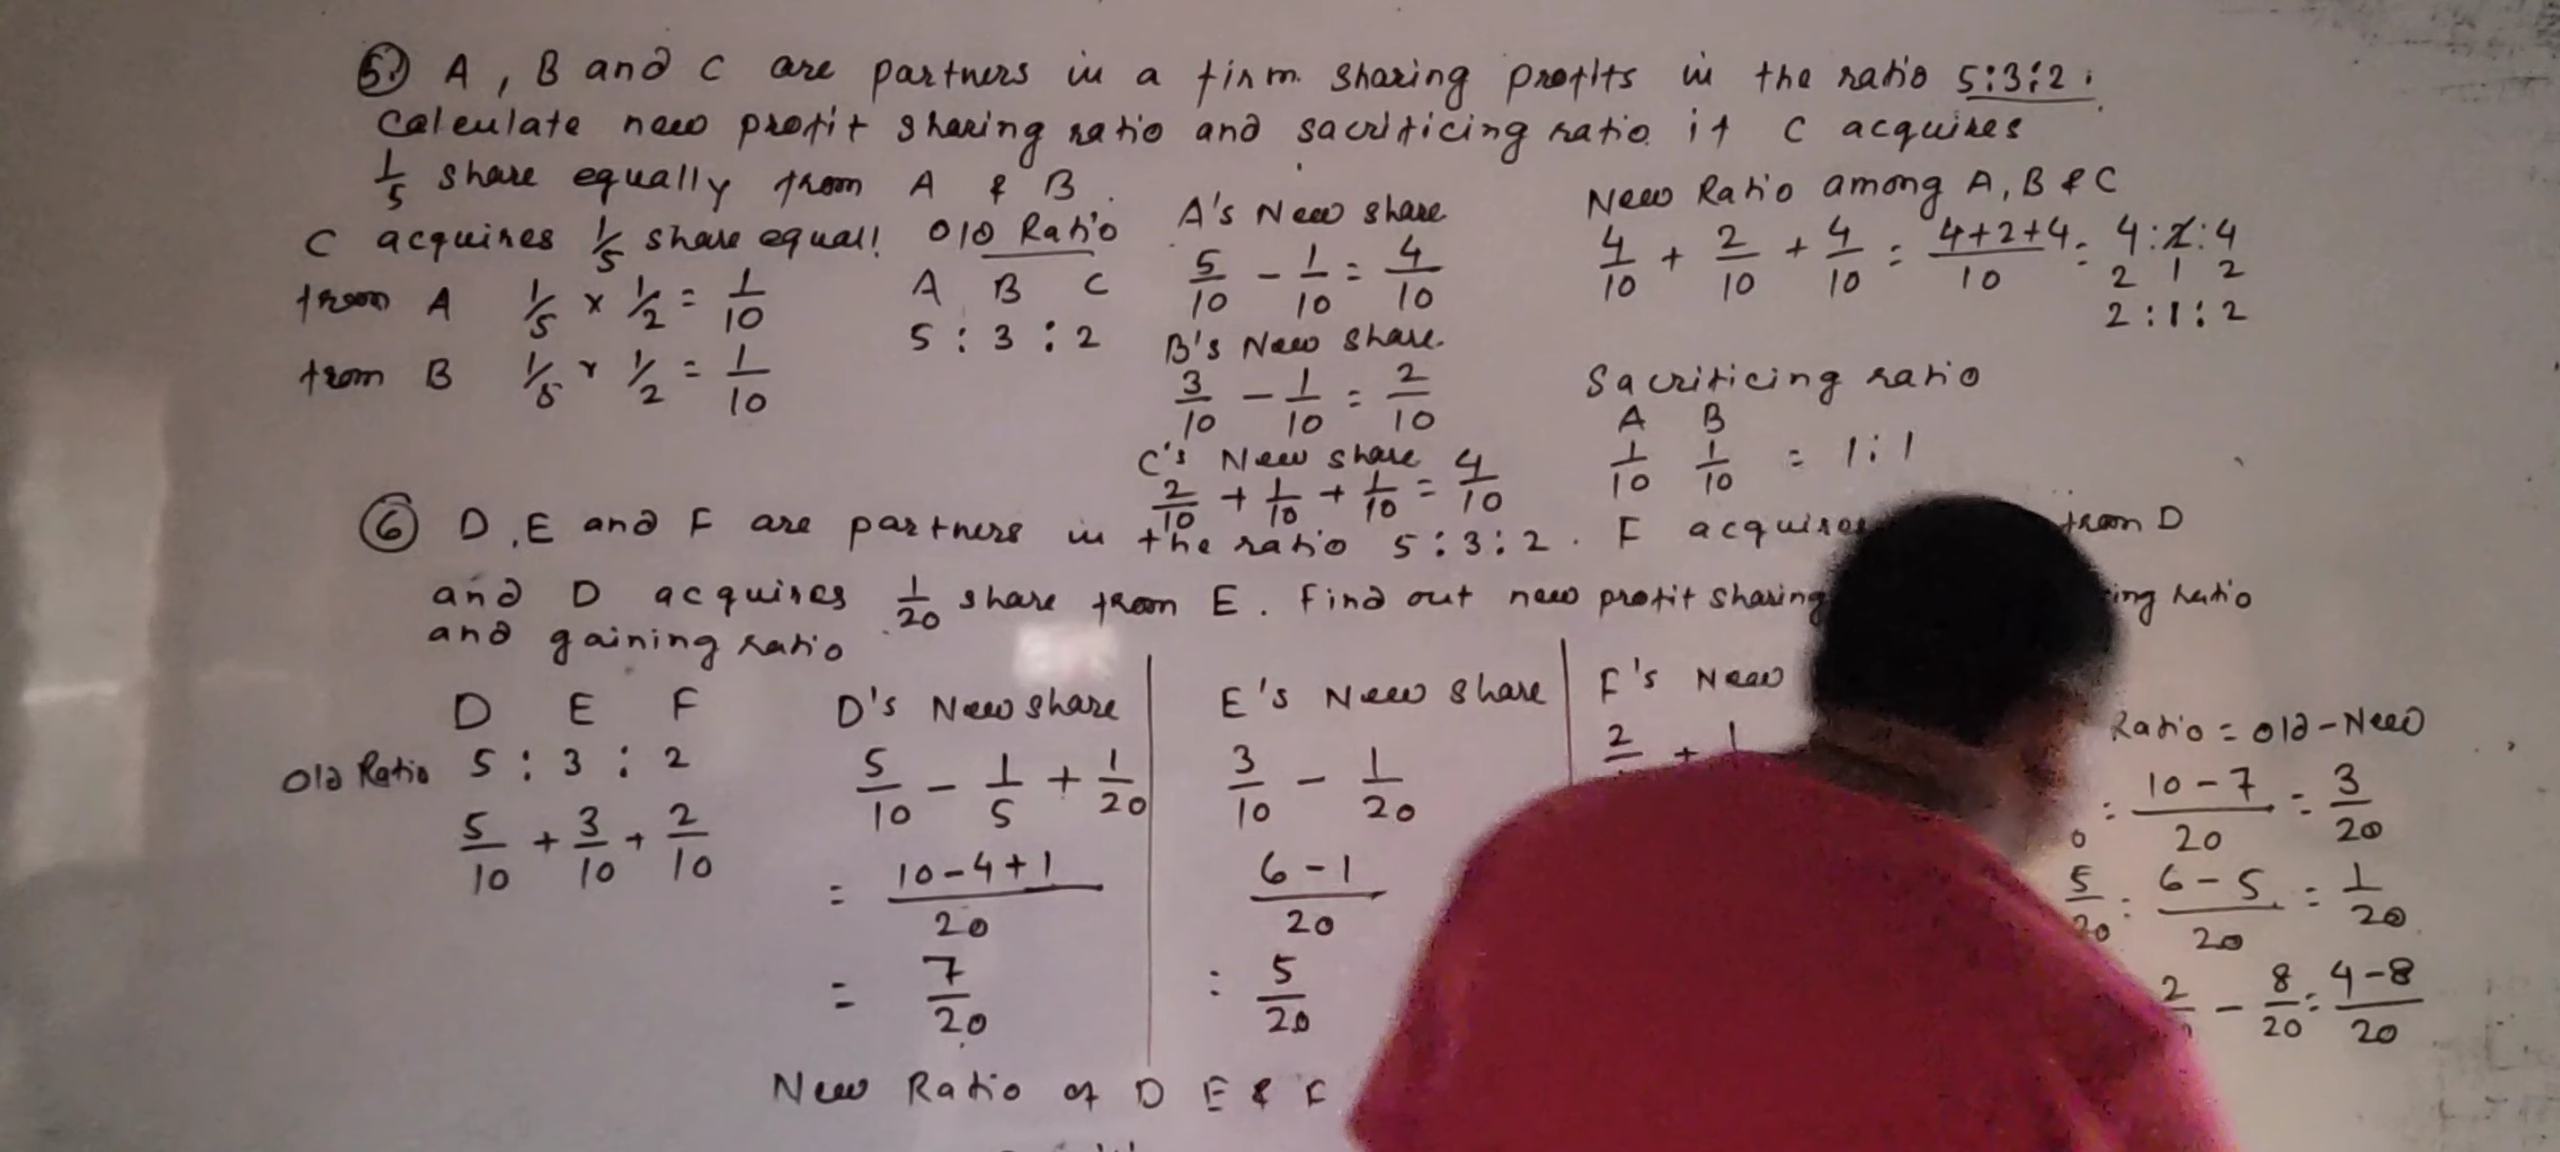 5.) A, B and C are partners in a firm sharing profits in the ratio 5:3:2.
Calculate new profit sharing ratio and sacrificing ratio if C acquires
1/5 share equally from A & B.
C acquires 1/5 share equall
from A 1/5 × 1/2 = 1/10
from B 1/5 × 1/2 = 1/10
Old Ratio
A B C
5 : 3 : 2
A's New share
5/10 - 1/10 = 4/10
B's New share.
3/10 - 1/10 = 2/10
C's New share
2/10 + 1/10 + 1/10 = 4/10
New Ratio among A, B & C
4/10 + 2/10 + 4/10 = 4+2+4/10 = 4:2:4
2 1 2
2:1:2
Sacrificing ratio
A B
1/10 1/10 = 1:1
6 D, E and F are partners in the ratio 5:3:2. F acquires from D
and D acquires 1/20 share from E. Find out new profit sharing ing ratio
and gaining ratio
D E F
Old Ratio 5 : 3 : 2
5/10 + 3/10 + 2/10
D's New share
5/10 - 1/5 + 1/20
= 10-4+1/20
= 7/20
E's New share
3/10 - 1/20
6-1/20
= 5/20
F's New
2 + 1
Ratio = Old - New
= 10-7/20 = 3/20
5/20 = 6-5/20 = 1/20
2 - 8/20 = 4-8/20
New Ratio of D E & F